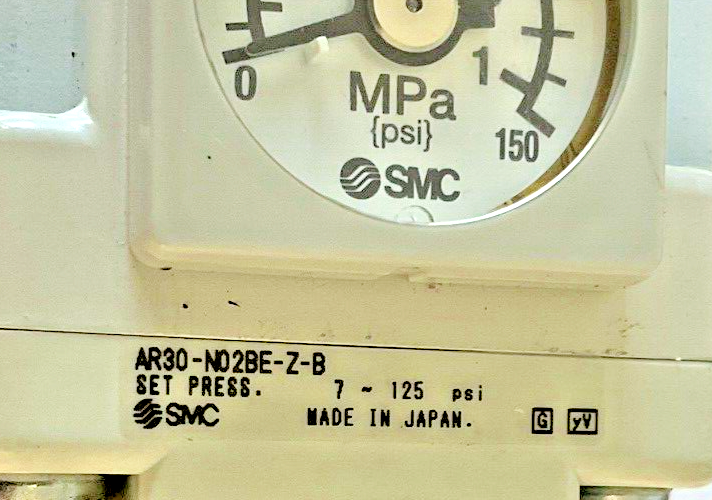 0
1
MPa
{psi}
150
SMC
AR30-N02BE-Z-B
SET PRESS. 7 ~ 125 psi
SMC MADE IN JAPAN. G yV